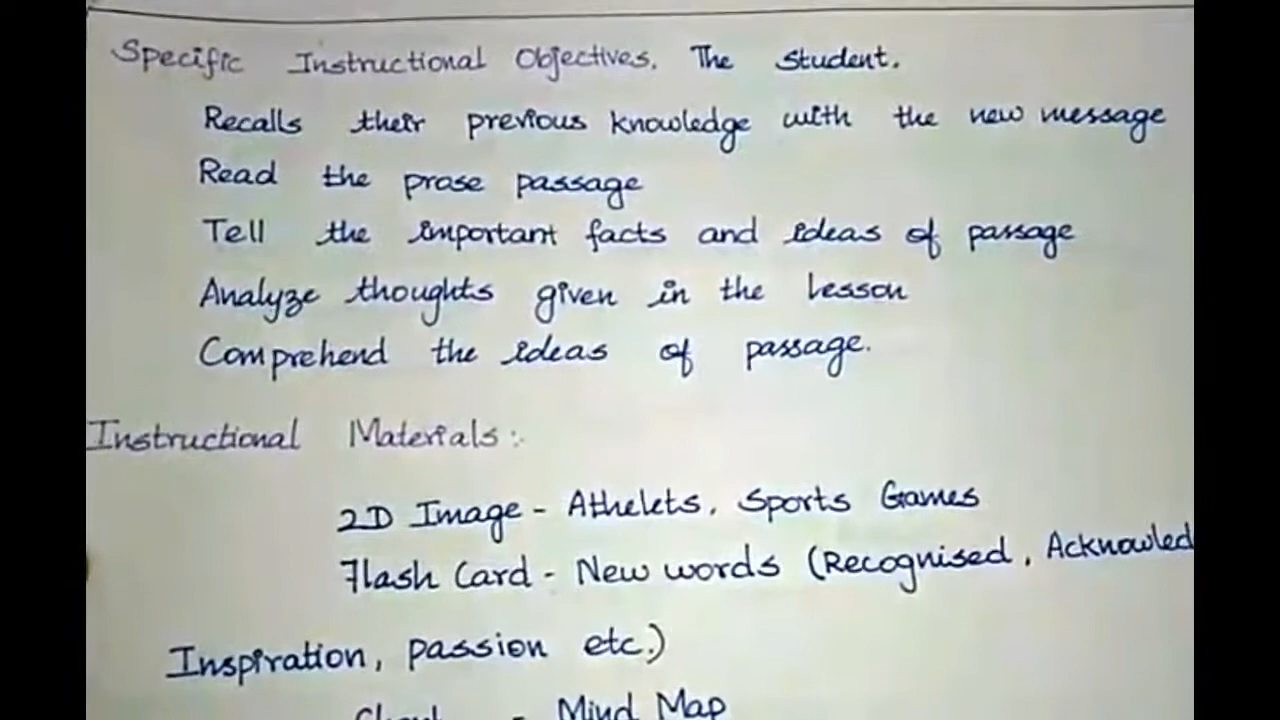 Specific Instructional Objectives. The student.
Recalls their previous knowledge with the new message
Read the prose passage
Tell the important facts and ideas of passage
Analyze thoughts given in the lesson
Comprehend the ideas of passage.
Instructional Materials :-
2D Image - Athelets, Sports Games
Flash Card - New words (Recognised, Acknowled
Inspiration, passion etc.)
- Mind Map